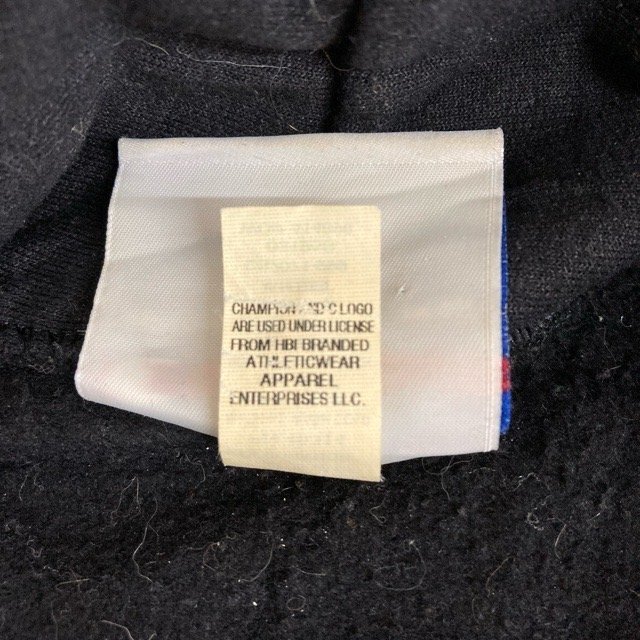 CHAMPION AND C LOGO
ARE USED UNDER LICENSE
FROM HBI BRANDED
ATHLETICWEAR
APPAREL
ENTERPRISES LLC.